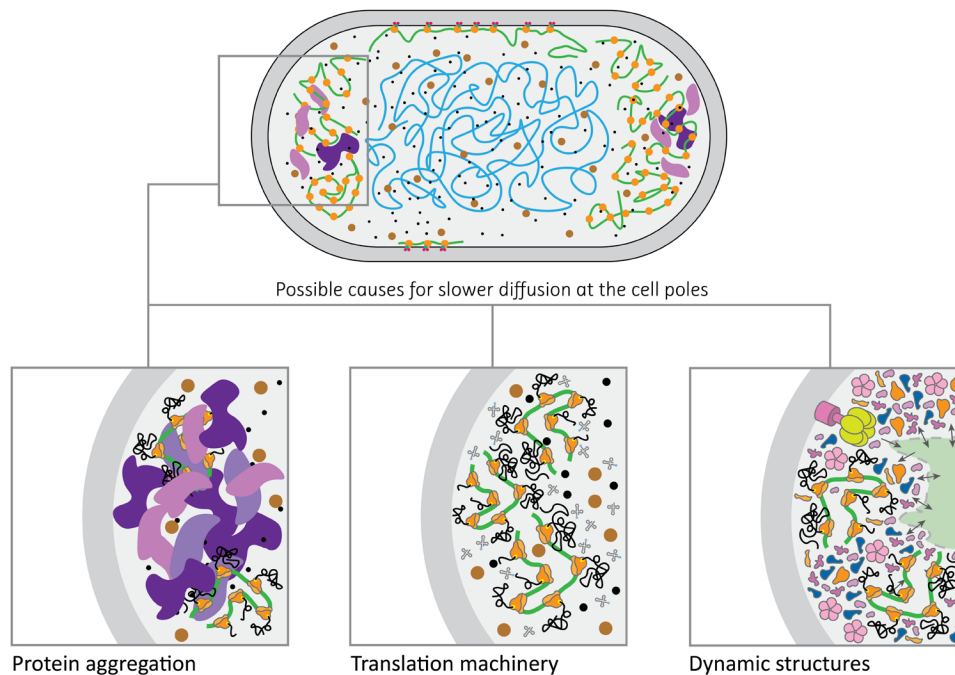 Possible causes for slower diffusion at the cell poles
Protein aggregation
Translation machinery
Dynamic structures